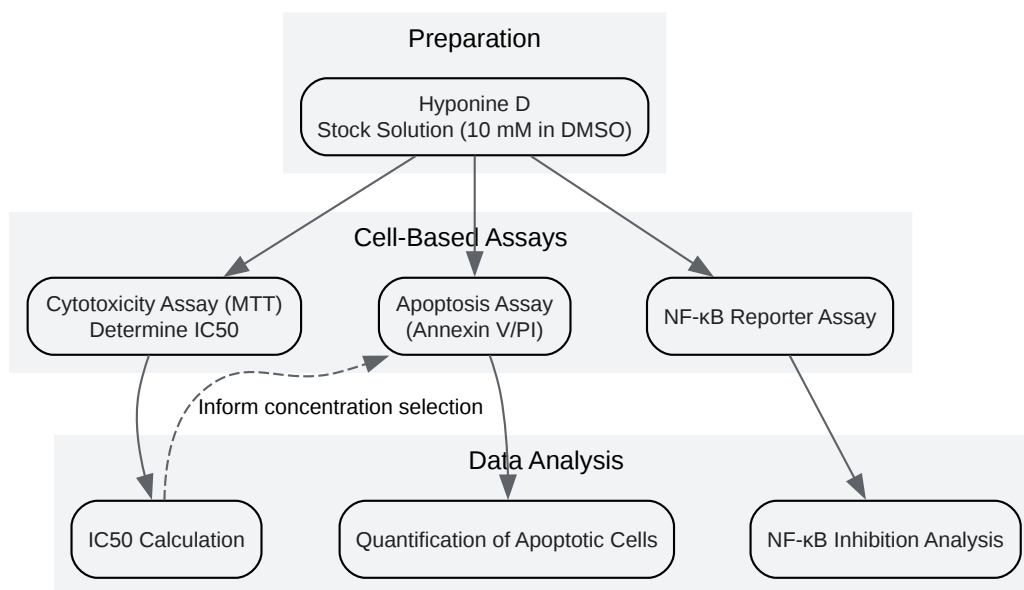 Preparation
Hyponine D
Stock Solution (10 mM in DMSO)
Cell-Based Assays
Cytotoxicity Assay (MTT)
Determine IC50
Apoptosis Assay
(Annexin V/PI)
NF-κB Reporter Assay
Inform concentration selection
Data Analysis
IC50 Calculation
Quantification of Apoptotic Cells
NF-κB Inhibition Analysis